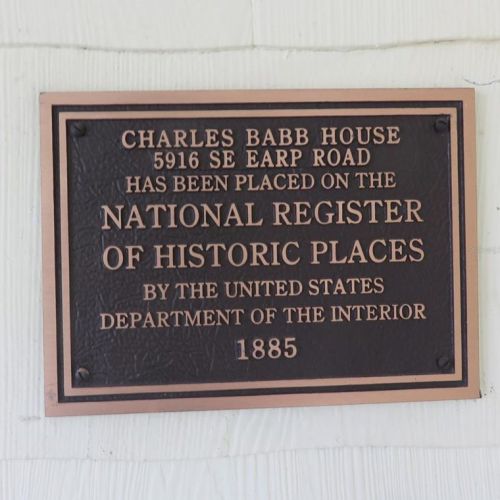 CHARLES BABB HOUSE
5916 SE EARP ROAD
HAS BEEN PLACED ON THE
NATIONAL REGISTER
OF HISTORIC PLACES
BY THE UNITED STATES
DEPARTMENT OF THE INTERIOR
1885